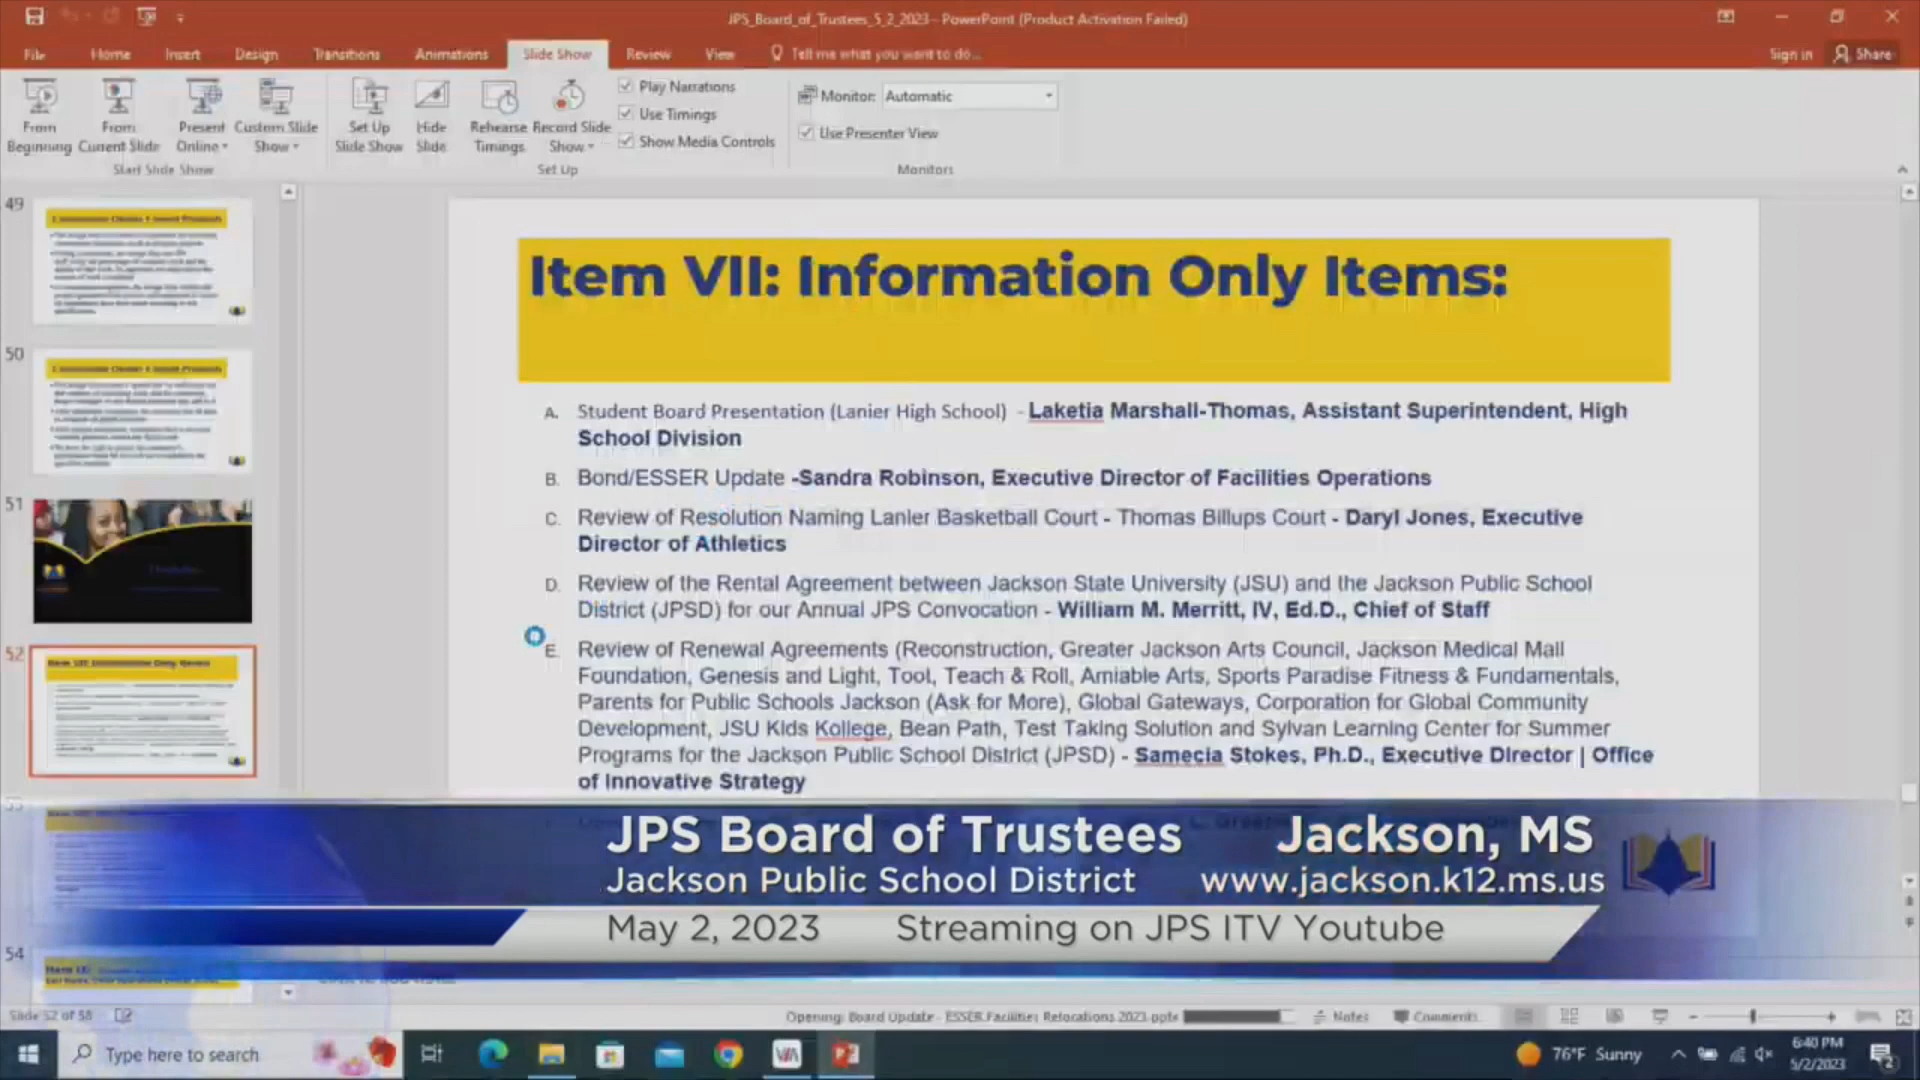 JPS_Board_of_Trustees_5_2_2023 - PowerPoint (Product Activation Failed)
File Home Insert Design Transitions Animations Slide Show Review View Tell me what you want to do... Sign in Share
From Beginning
From Current Slide
Present Online
Custom Slide Show
Set Up Slide Show
Hide Slide
Rehearse Timings
Record Slide Show
Play Narrations
Use Timings
Show Media Controls
Monitor: Automatic
Use Presenter View
Start Slide Show Set Up Monitors
49
50
51
52
Item VII: Information Only Items:
A. Student Board Presentation (Lanier High School) - Laketia Marshall-Thomas, Assistant Superintendent, High
School Division
B. Bond/ESSER Update -Sandra Robinson, Executive Director of Facilities Operations
C. Review of Resolution Naming Lanier Basketball Court - Thomas Billups Court - Daryl Jones, Executive
Director of Athletics
D. Review of the Rental Agreement between Jackson State University (JSU) and the Jackson Public School
District (JPSD) for our Annual JPS Convocation - William M. Merritt, IV, Ed.D., Chief of Staff
E. Review of Renewal Agreements (Reconstruction, Greater Jackson Arts Council, Jackson Medical Mall
Foundation, Genesis and Light, Tool, Teach & Roll, Amiable Arts, Sports Paradise Fitness & Fundamentals,
Parents for Public Schools Jackson (Ask for More), Global Gateways, Corporation for Global Community
Development, JSU Kids Kollege, Bean Path, Test Taking Solution and Sylvan Learning Center for Summer
Programs for the Jackson Public School District (JPSD) - Samecia Stokes, Ph.D., Executive Director | Office
of Innovative Strategy
JPS Board of Trustees Jackson, MS
Jackson Public School District www.jackson.k12.ms.us
May 2, 2023 Streaming on JPS ITV Youtube
54
Slide 52 of 58
Opening: Board Update - ESSER Facilities Relocations 2023.pptx
Notes Comments
Type here to search
76°F Sunny
6:40 PM
5/2/2023
2